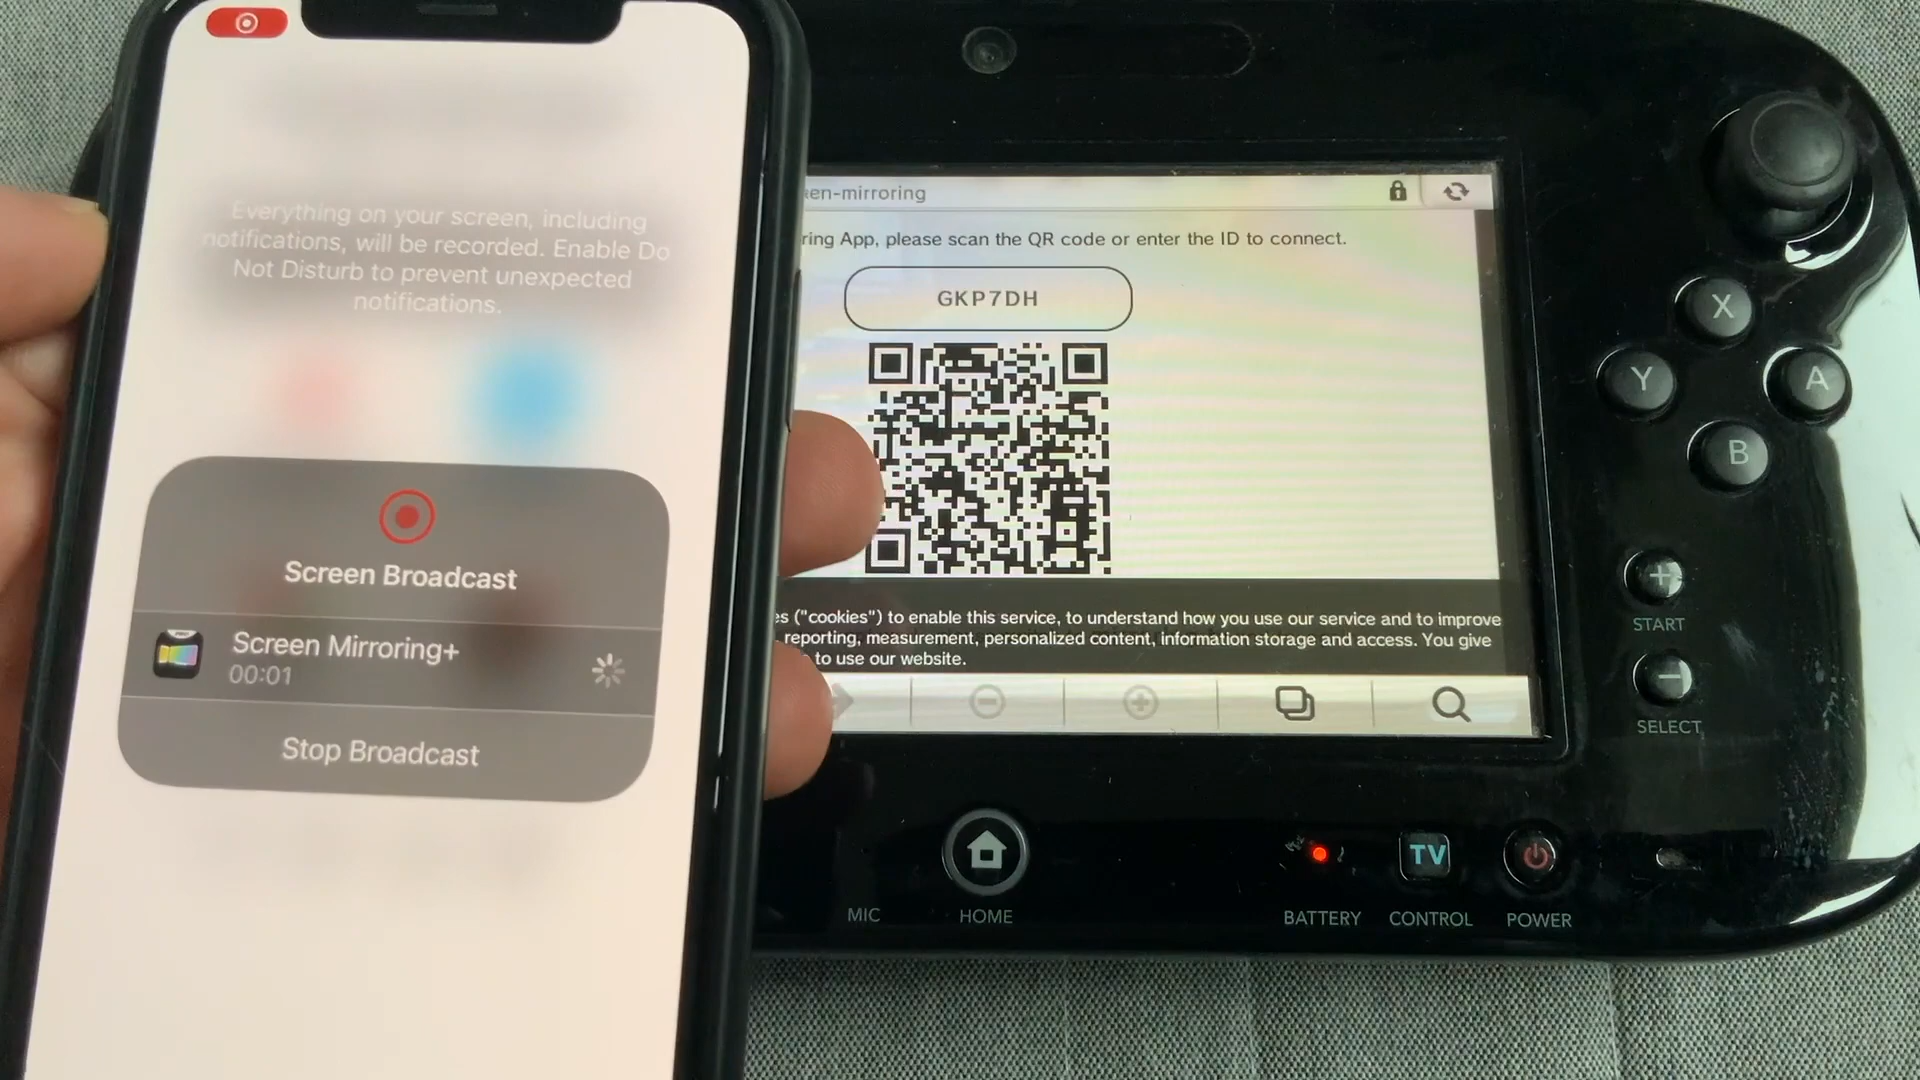 Everything on your screen, including
notifications, will be recorded. Enable Do
Not Disturb to prevent unexpected
notifications.
Screen Broadcast
Screen Mirroring+
00:01
Stop Broadcast
en-mirroring
ring App, please scan the QR code or enter the ID to connect.
GKP7DH
es ("cookies") to enable this service, to understand how you use our service and to improve
reporting, measurement, personalized content, information storage and access. You give
to use our website.
X
Y
A
B
+
START
−
SELECT
TV
MIC
HOME
BATTERY
CONTROL
POWER